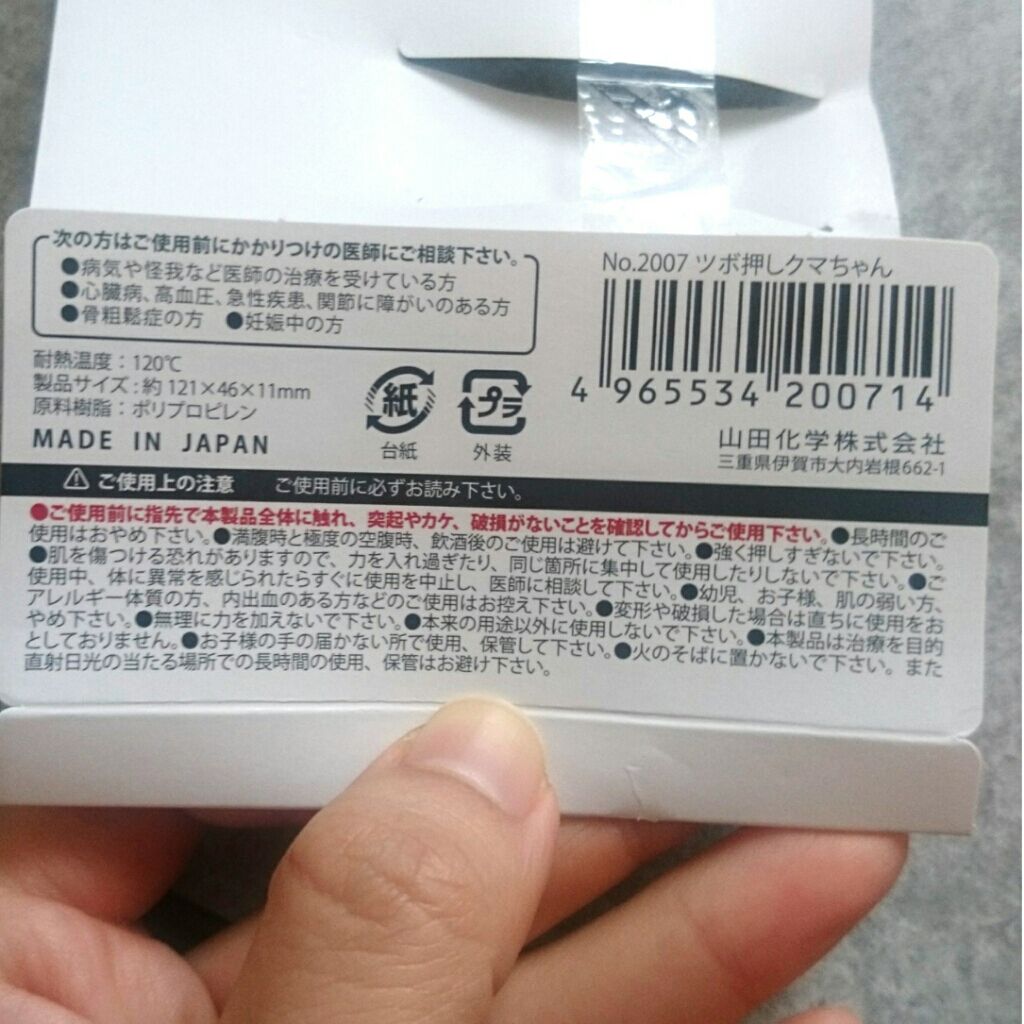 次の方はご使用前にかかりつけの医師にご相談下さい。
●病気や怪我など医師の治療を受けている方
●心臓病、高血圧、急性疾患、関節に障がいのある方
●骨粗鬆症の方 ●妊娠中の方
耐熱温度：120℃
製品サイズ：約121×46×11mm
原料樹脂：ポリプロピレン
MADE IN JAPAN
紙
台紙
プラ
外装
No.2007 ツボ押しクマちゃん
4 965534 200714
山田化学株式会社
三重県伊賀市大内岩根662-1
ご使用上の注意 ご使用前に必ずお読み下さい。
●ご使用前に指先で本製品全体に触れ、突起やカケ、破損がないことを確認してからご使用下さい。●長時間のご
使用はおやめ下さい。●満腹時と極度の空腹時、飲酒後のご使用は避けて下さい。●強く押しすぎないで下さい。
●肌を傷つける恐れがありますので、力を入れ過ぎたり、同じ箇所に集中して使用したりしないで下さい。●ご
使用中、体に異常を感じられたらすぐに使用を中止し、医師に相談して下さい。●幼児、お子様、肌の弱い方、
アレルギー体質の方、内出血のある方などのご使用はお控え下さい。●変形や破損した場合は直ちに使用をお
やめ下さい。●無理に力を加えないで下さい。●本来の用途以外に使用しないで下さい。●本製品は治療を目的
としておりません。●お子様の手の届かない所で使用、保管して下さい。●火のそばに置かないで下さい。また
直射日光の当たる場所での長時間の使用、保管はお避け下さい。